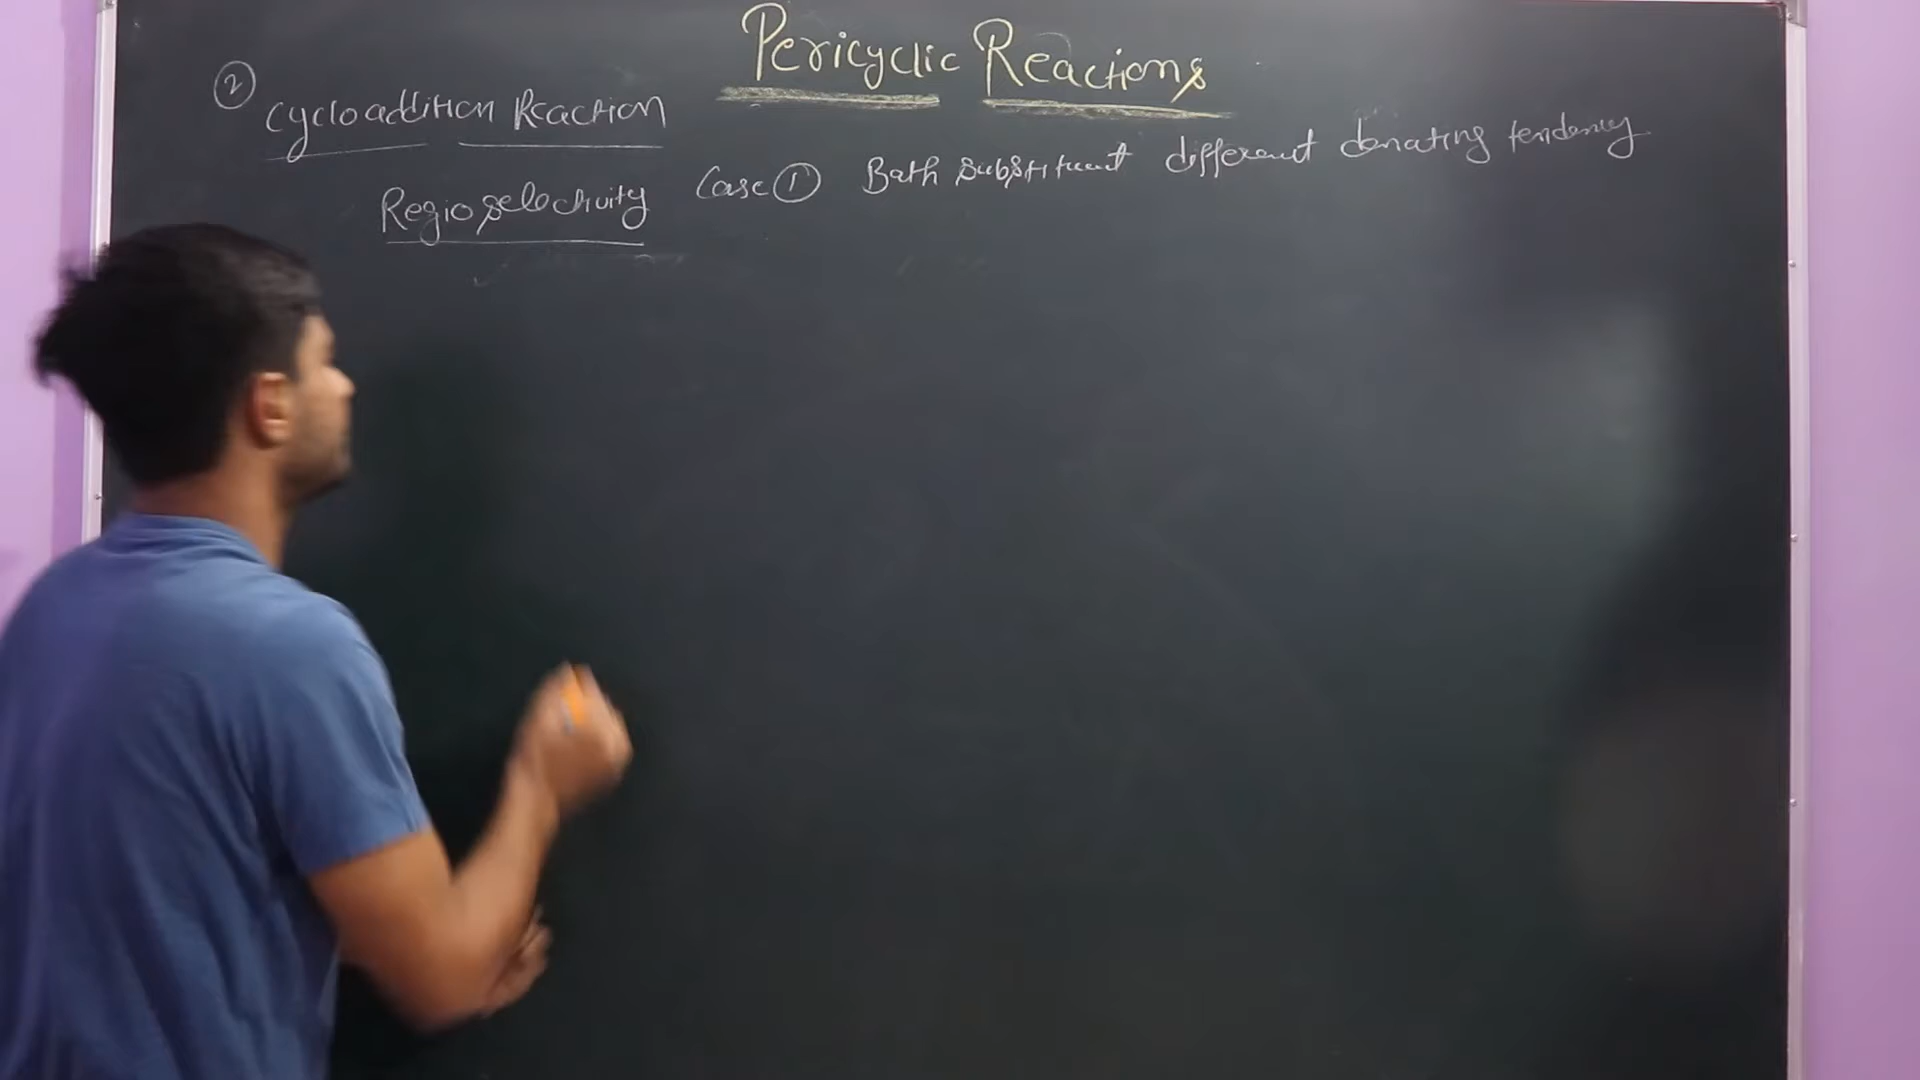 Pericyclic Reactions
② Cycloaddition Reaction
Regioselectivity Case ① Both substituent different donating tendency